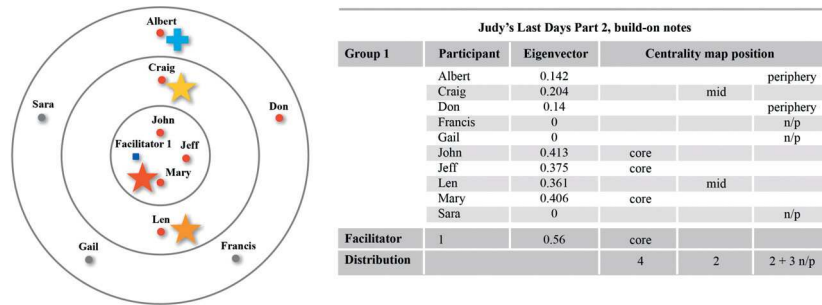 Albert
Craig
Sara
Don
John
Facilitator 1
Jeff
Mary
Len
Gail
Francis
Judy's Last Days Part 2, build-on notes
Group 1 Participant Eigenvector Centrality map position
Albert 0.142 periphery
Craig 0.204 mid
Don 0.14 periphery
Francis 0 n/p
Gail 0 n/p
John 0.413 core
Jeff 0.375 core
Len 0.361 mid
Mary 0.406 core
Sara 0 n/p
Facilitator 1 0.56 core
Distribution 4 2 2 + 3 n/p